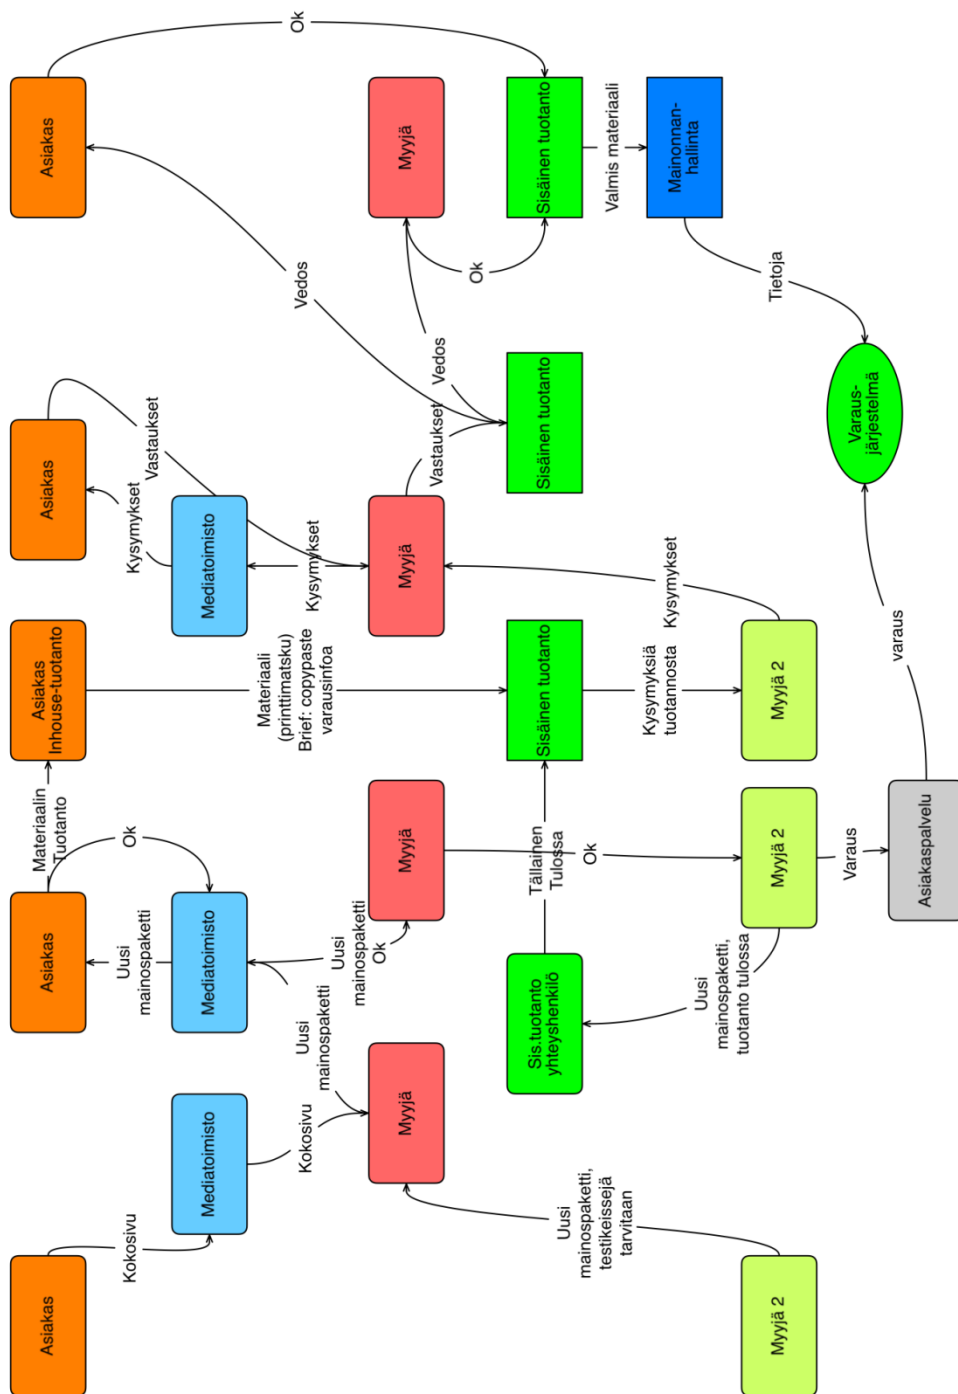 Asiakas
Asiakas
Asiakas
Inhouse-tuotanto
Asiakas
Asiakas
Materiaalin
Tuotanto
Kokosivu
Uusi
mainospaketti
Ok
Kysymykset
Vastaukset
Mediatoimisto
Mediatoimisto
Mediatoimisto
Ok
Kokosivu
Uusi
mainospaketti
Uusi
mainospaketti
Ok
Materiaali
(printtimatsku)
Brief: copypaste
varausinfoa
Kysymykset
Vedos
Myyjä
Myyjä
Myyjä
Myyjä
Vastaukset
Vedos
Ok
Sis.tuotanto
yhteyshenkilö
Tällainen
Tulossa
Sisäinen tuotanto
Sisäinen tuotanto
Sisäinen tuotanto
Uusi
mainospaketti,
testikeissejä
tarvitaan
Ok
Uusi
mainospaketti,
tuotanto tulossa
Kysymyksiä
tuotannosta
Kysymykset
Valmis materiaali
Mainonnan-
hallinta
Myyjä 2
Myyjä 2
Myyjä 2
Tietoja
Varaus
varaus
Varaus-
järjestelmä
Asiakaspalvelu